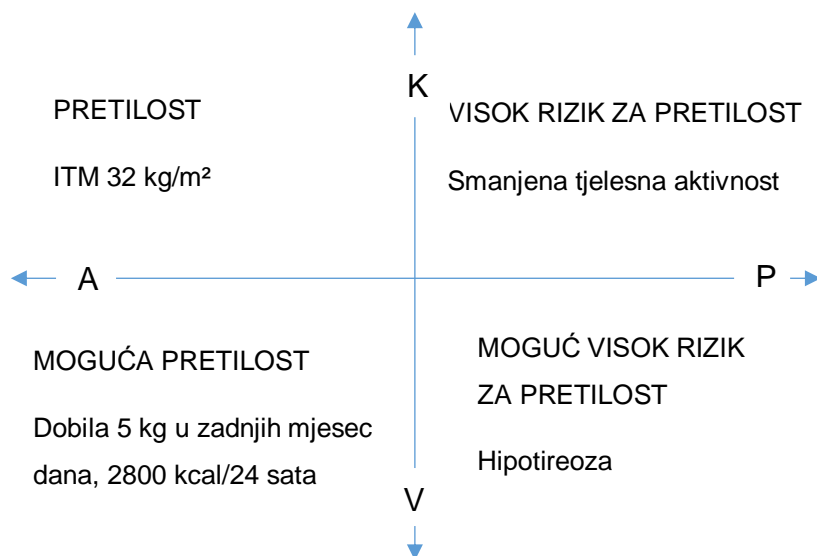 K
PRETILOST
ITM 32 kg/m²
VISOK RIZIK ZA PRETILOST
Smanjena tjelesna aktivnost
A
P
MOGUĆA PRETILOST
Dobila 5 kg u zadnjih mjesec
dana, 2800 kcal/24 sata
MOGUĆ VISOK RIZIK
ZA PRETILOST
Hipotireoza
V